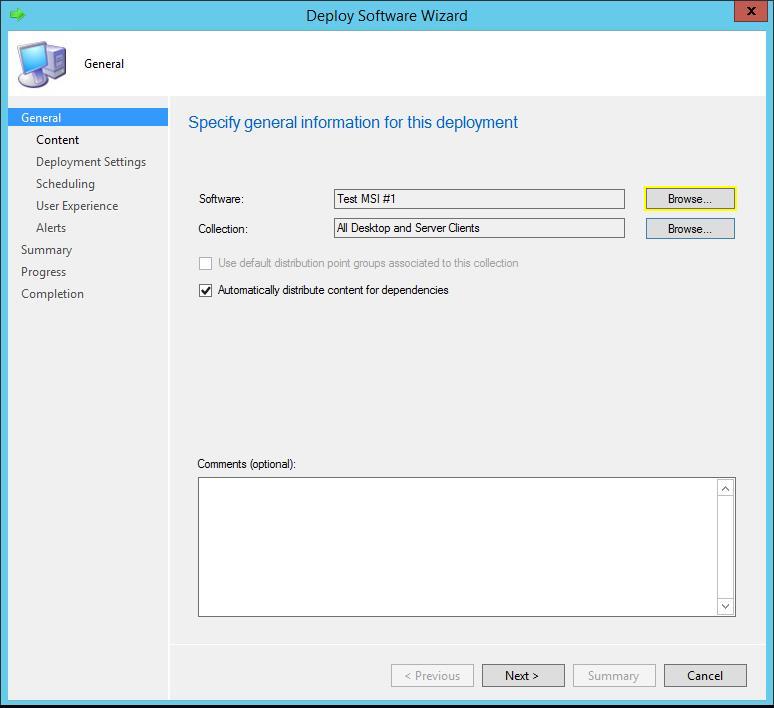 Deploy Software Wizard
x
General
General
Content
Deployment Settings
Scheduling
User Experience
Alerts
Summary
Progress
Completion
Specify general information for this deployment
Software: Test MSI #1 Browse...
Collection: All Desktop and Server Clients Browse...
Use default distribution point groups associated to this collection
Automatically distribute content for dependencies
Comments (optional):
< Previous Next > Summary Cancel